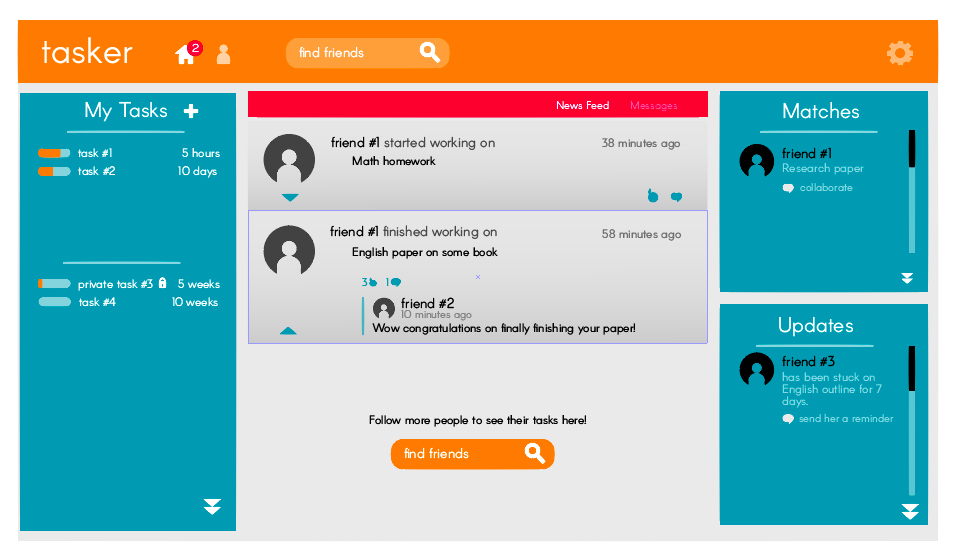 tasker
2
find friends
My Tasks +
task #1 5 hours
task #2 10 days
private task #3 5 weeks
task #4 10 weeks
News Feed Messages
friend #1 started working on 38 minutes ago
Math homework
friend #1 finished working on 58 minutes ago
English paper on some book
3 1
friend #2
10 minutes ago
Wow congratulations on finally finishing your paper!
Follow more people to see their tasks here!
find friends
Matches
friend #1
Research paper
collaborate
Updates
friend #3
has been stuck on
English outline for 7
days.
send her a reminder